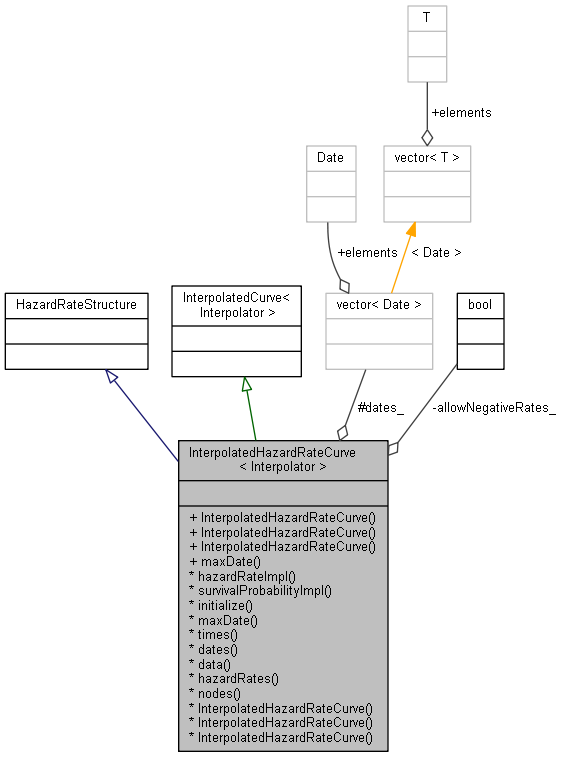 T
+elements
Date
vector< T >
+elements
< Date >
HazardRateStructure
InterpolatedCurve<
Interpolator >
vector< Date >
bool
#dates_
-allowNegativeRates_
InterpolatedHazardRateCurve
< Interpolator >
+ InterpolatedHazardRateCurve()
+ InterpolatedHazardRateCurve()
+ InterpolatedHazardRateCurve()
+ maxDate()
* hazardRateImpl()
* survivalProbabilityImpl()
* initialize()
* maxDate()
* times()
* dates()
* data()
* hazardRates()
* nodes()
* InterpolatedHazardRateCurve()
* InterpolatedHazardRateCurve()
* InterpolatedHazardRateCurve()